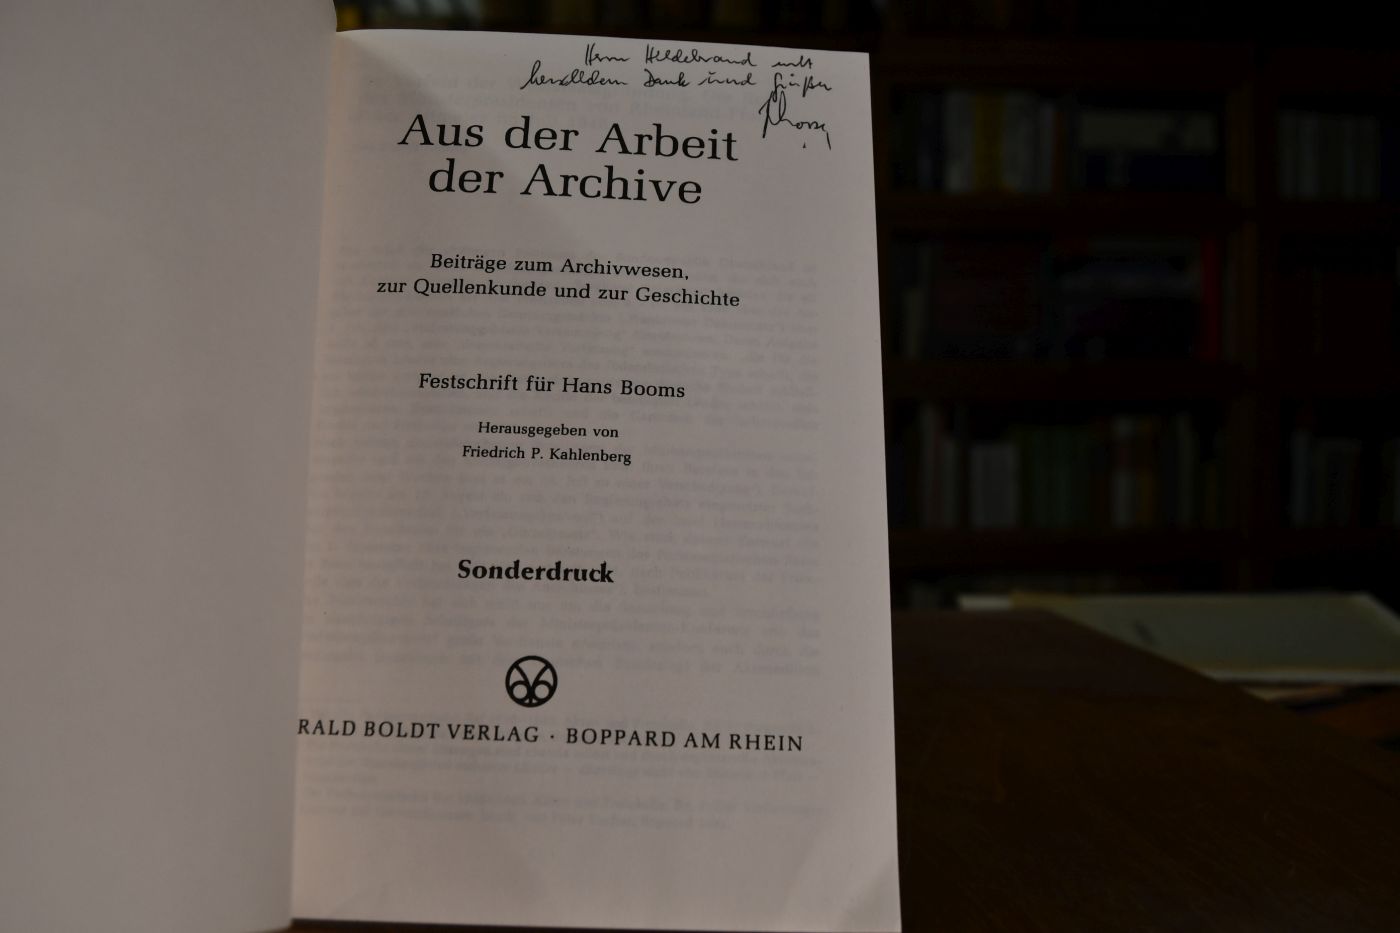 Herrn Hildebrand mit
herzlichem Dank und Grüßen
Aus der Arbeit
der Archive
Beiträge zum Archivwesen,
zur Quellenkunde und zur Geschichte
Festschrift für Hans Booms
Herausgegeben von
Friedrich P. Kahlenberg
Sonderdruck
RALD BOLDT VERLAG · BOPPARD AM RHEIN